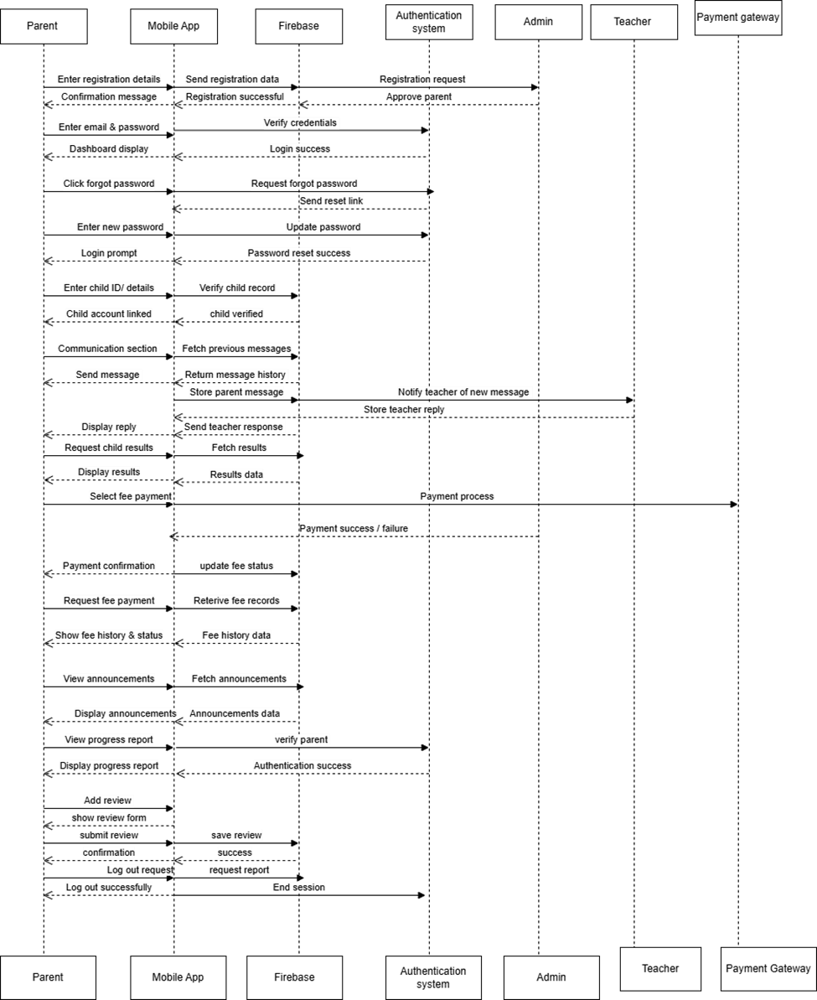 Parent
Mobile App
Firebase
Authentication
system
Admin
Teacher
Payment gateway
Enter registration details
Send registration data
Registration request
Confirmation message
Registration successful
Approve parent
Enter email & password
Verify credentials
Dashboard display
Login success
Click forgot password
Request forgot password
Send reset link
Enter new password
Update password
Login prompt
Password reset success
Enter child ID/ details
Verify child record
Child account linked
child verified
Communication section
Fetch previous messages
Send message
Return message history
Store parent message
Notify teacher of new message
Store teacher reply
Display reply
Send teacher response
Request child results
Fetch results
Display results
Results data
Select fee payment
Payment process
Payment success / failure
Payment confirmation
update fee status
Request fee payment
Reterive fee records
Show fee history & status
Fee history data
View announcements
Fetch announcements
Display announcements
Announcements data
View progress report
verify parent
Display progress report
Authentication success
Add review
show review form
submit review
save review
confirmation
success
Log out request
request report
Log out successfully
End session
Parent
Mobile App
Firebase
Authentication
system
Admin
Teacher
Payment Gateway